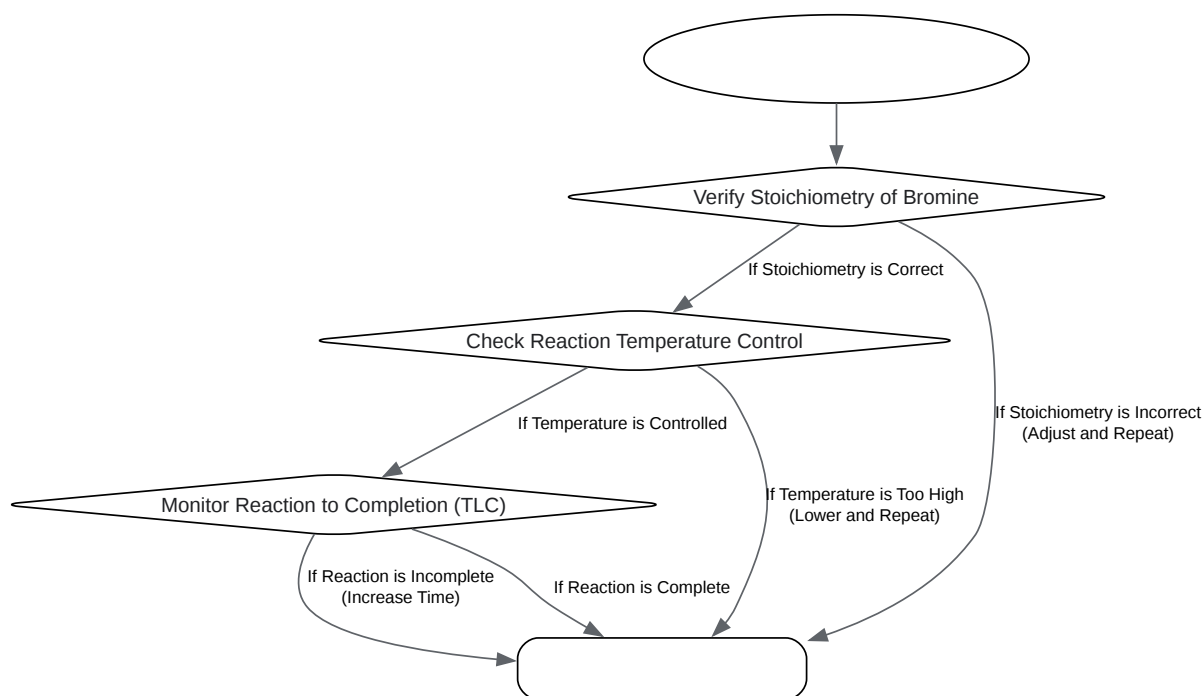 Verify Stoichiometry of Bromine
If Stoichiometry is Correct
Check Reaction Temperature Control
If Stoichiometry is Incorrect
(Adjust and Repeat)
If Temperature is Controlled
If Temperature is Too High
(Lower and Repeat)
Monitor Reaction to Completion (TLC)
If Reaction is Incomplete
(Increase Time)
If Reaction is Complete